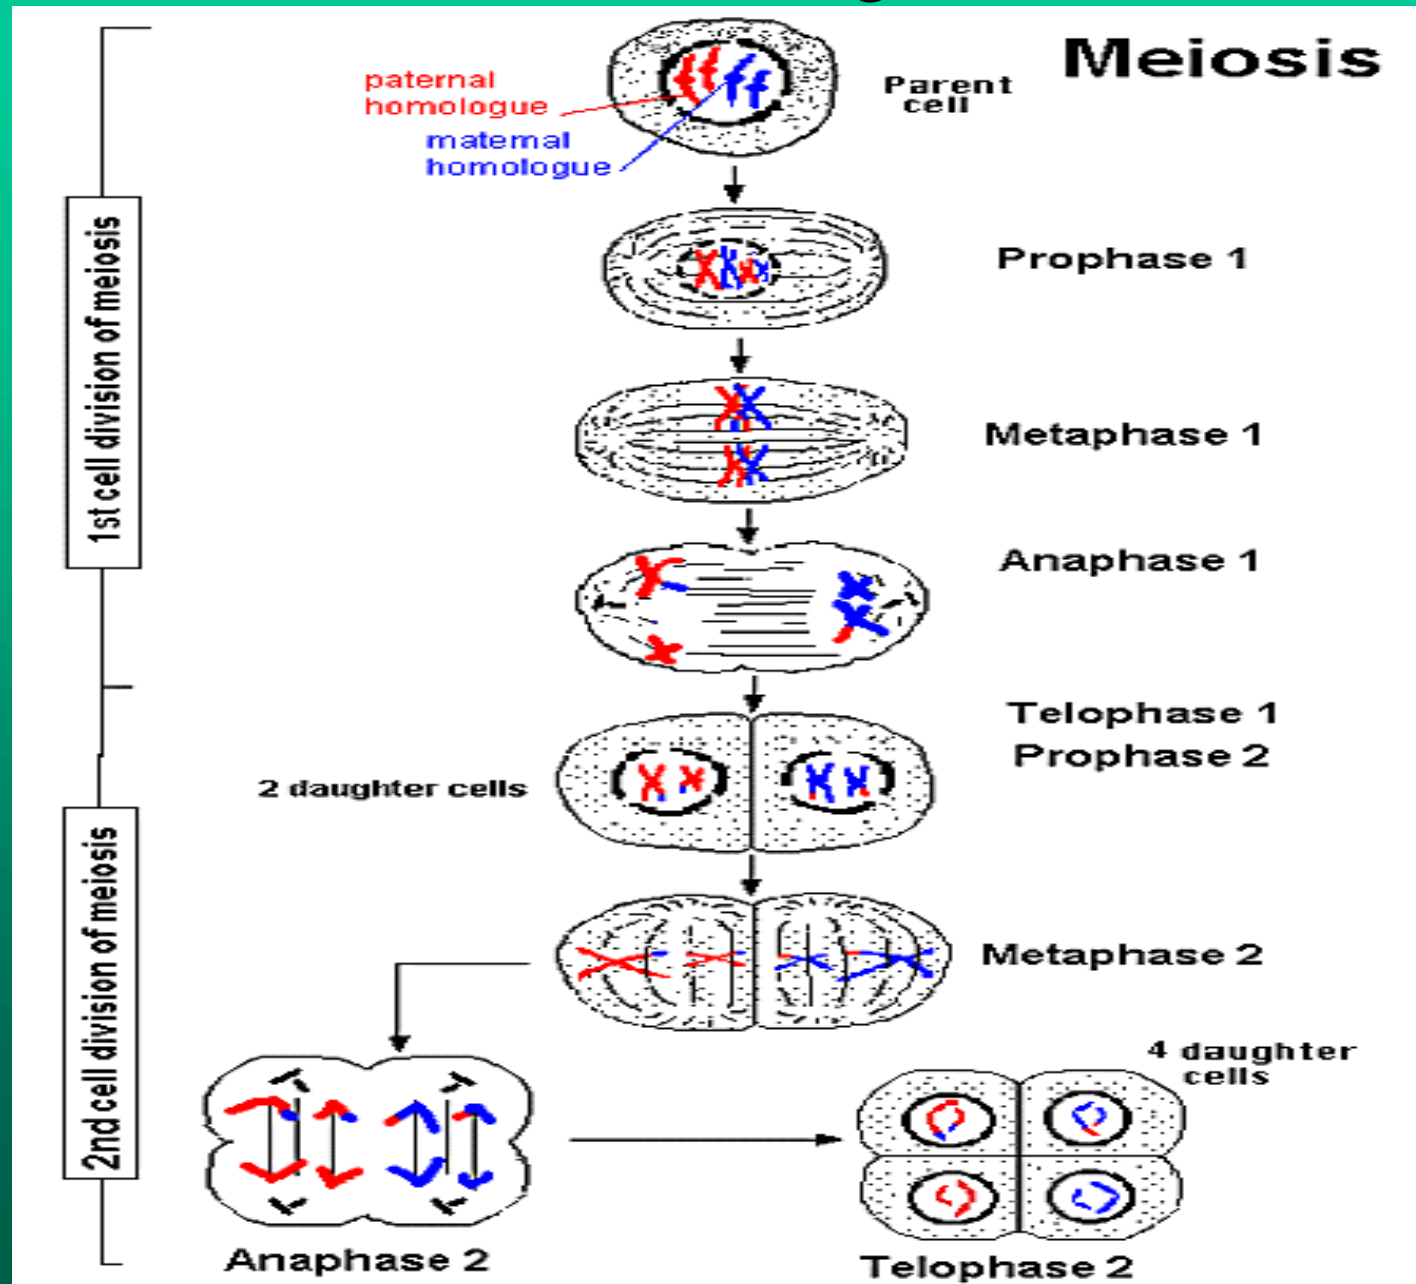 Meiosis
Parent
cell
paternal
homologue
maternal
homologue
1st cell division of meiosis
Prophase 1
Metaphase 1
Anaphase 1
Telophase 1
Prophase 2
2 daughter cells
2nd cell division of meiosis
Metaphase 2
4 daughter
cells
Anaphase 2
Telophase 2